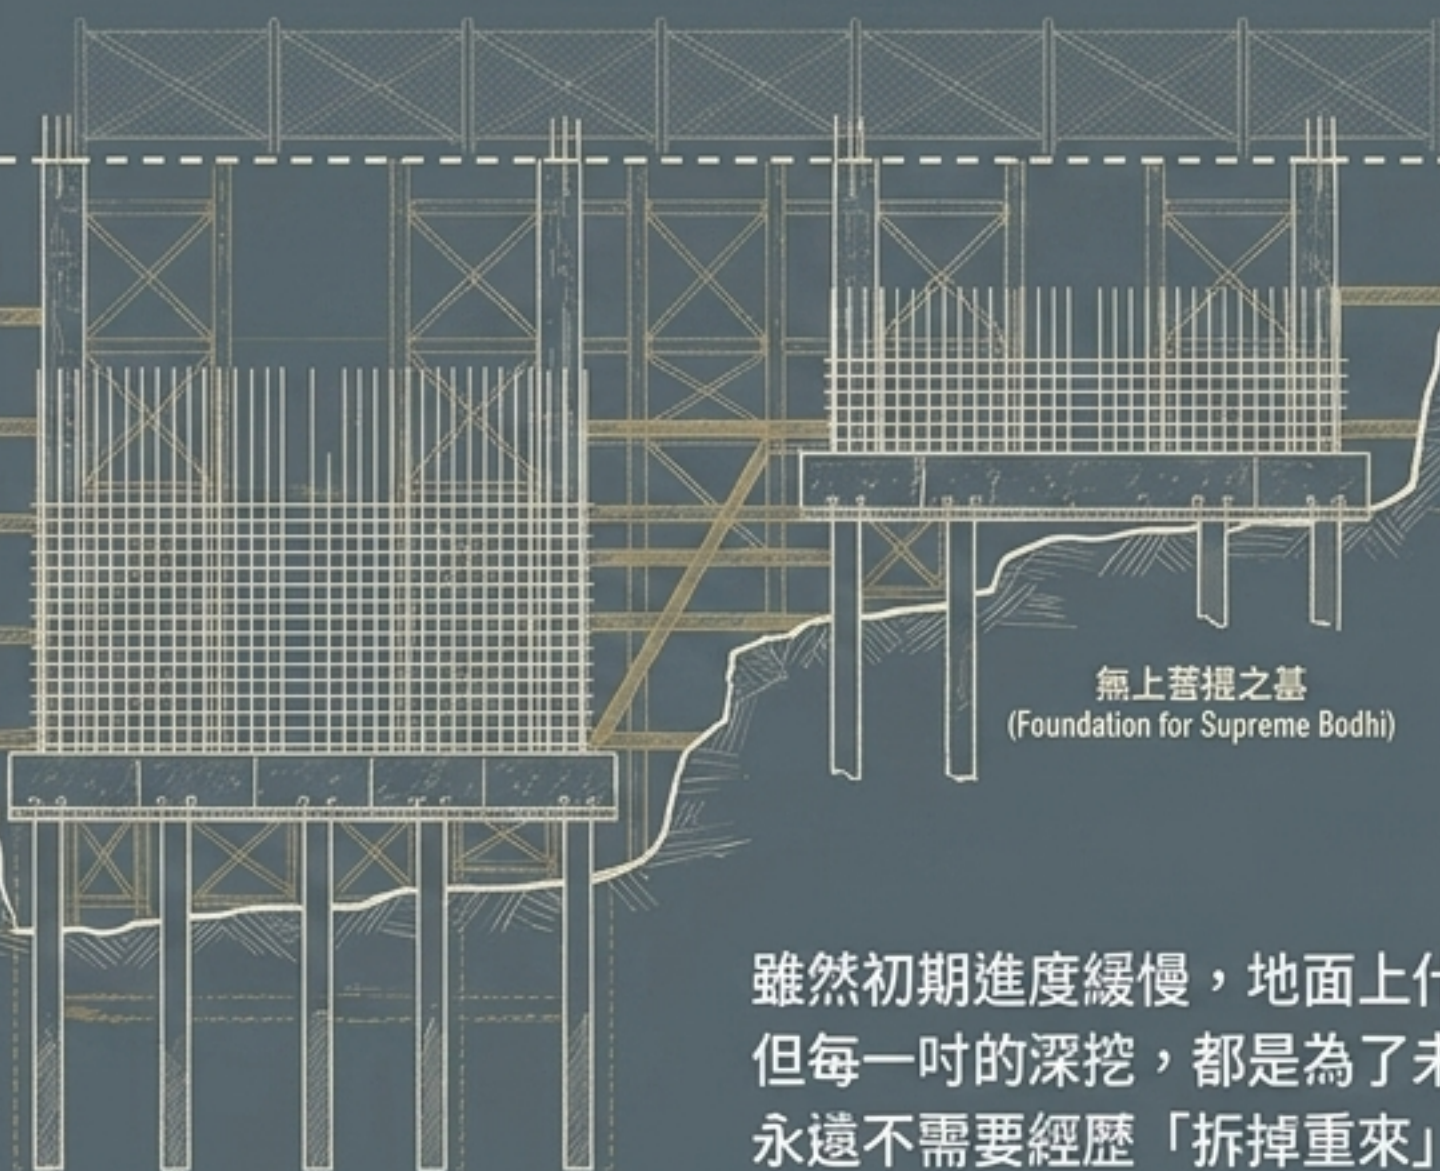 無上菩提之基
(Foundation for Supreme Bodhi)
雖然初期進度緩慢，地面上什
但每一吋的深挖，都是為了未
永遠不需要經歷「拆掉重來」